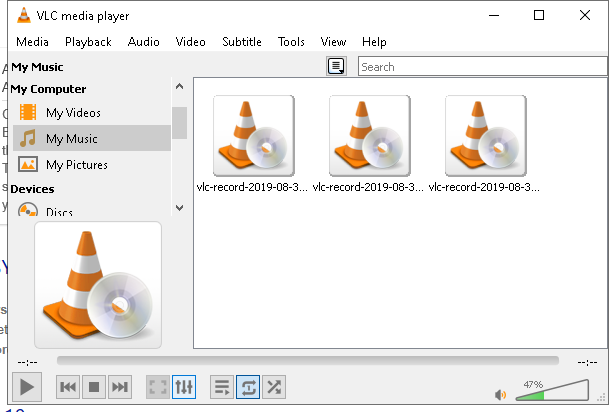 VLC media player
Media Playback Audio Video Subtitle Tools View Help
My Music
Search
My Computer
My Videos
My Music
My Pictures
Devices
Discs
vlc-record-2019-08-3... vlc-record-2019-08-3... vlc-record-2019-08-3...
--:-- --:--
47%